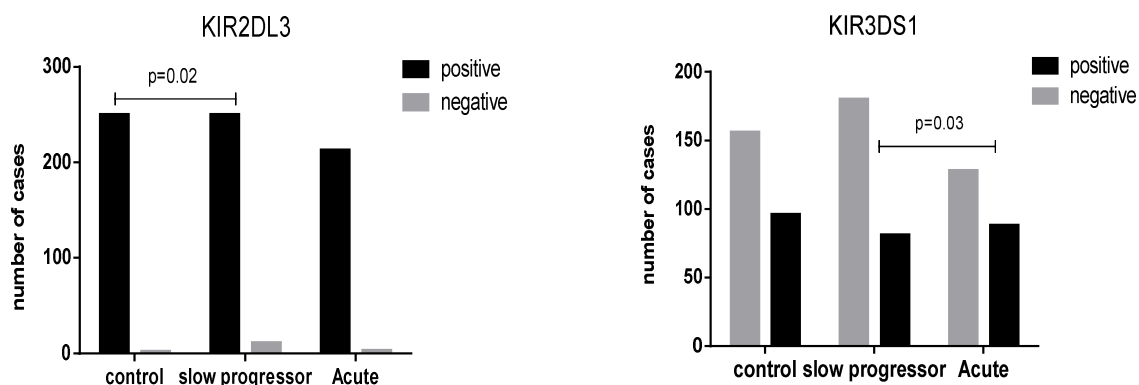 KIR2DL3
positive
negative
p=0.02
300
200
100
0
number of cases
control slow progressor Acute
KIR3DS1
positive
negative
p=0.03
200
150
100
50
0
number of cases
control slow progressor Acute